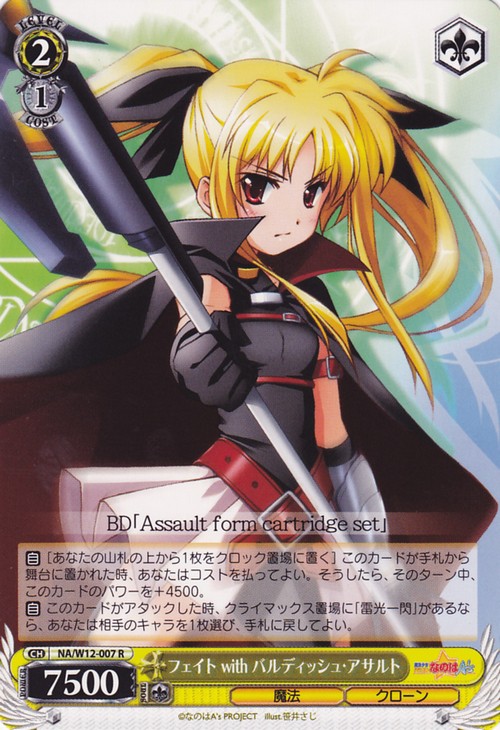 LEVEL
2
1
COST
BD「Assault form cartridge set」
自 [あなたの山札の上から1枚をクロック置場に置く] このカードが手札から
舞台に置かれた時、あなたはコストを払ってよい。そうしたら、そのターン中、
このカードのパワーを+4500。
自 このカードがアタックした時、クライマックス置場に「雷光一閃」があるな
ら、あなたは相手のキャラを1枚選び、手札に戻してよい。
CH NA/W12-007 R
フェイト with バルディッシュ・アサルト
なのはA's
POWER 7500 SOUL
魔法 クローン
©なのはA's PROJECT illust.笹井さじ